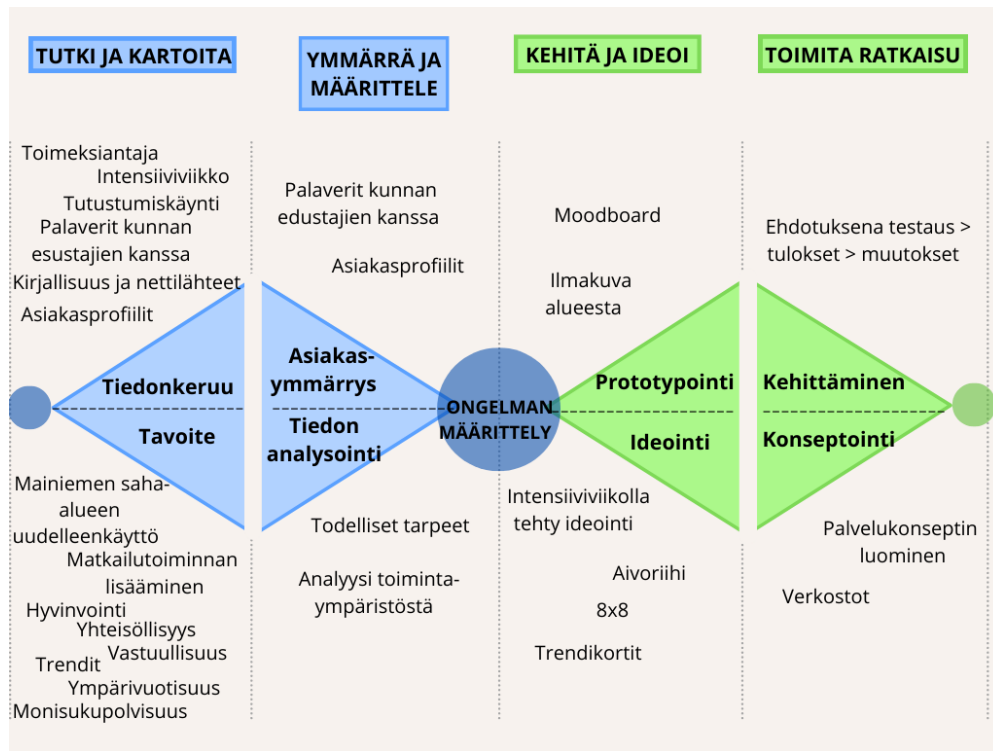 TUTKI JA KARTOITA
YMMÄRRÄ JA
MÄÄRITTELE
KEHITÄ JA IDEOI
TOIMITA RATKAISU
Toimeksiantaja
Intensiiviviikko
Tutustumiskäynti
Palaverit kunnan
esustajien kanssa
Kirjallisuus ja nettilähteet
Asiakasprofiilit
Palaverit kunnan
edustajien kanssa
Asiakasprofiilit
Moodboard
Ilmakuva
alueesta
Ehdotuksena testaus >
tulokset > muutokset
Tiedonkeruu
Tavoite
Asiakas-
ymmärrys
Tiedon
analysointi
ONGELMAN
MÄÄRITTELY
Prototypointi
Ideointi
Kehittäminen
Konseptointi
Mainiemen saha-
alueen
uudelleenkäyttö
Matkailutoiminnan
lisääminen
Hyvinvointi
Yhteisöllisyys
Vastuullisuus
Trendit
Ympärivuotisuus
Monisukupolvisuus
Todelliset tarpeet
Analyysi toiminta-
ympäristöstä
Intensiiviviikolla
tehty ideointi
Aivoriihi
8x8
Trendikortit
Palvelukonseptin
luominen
Verkostot